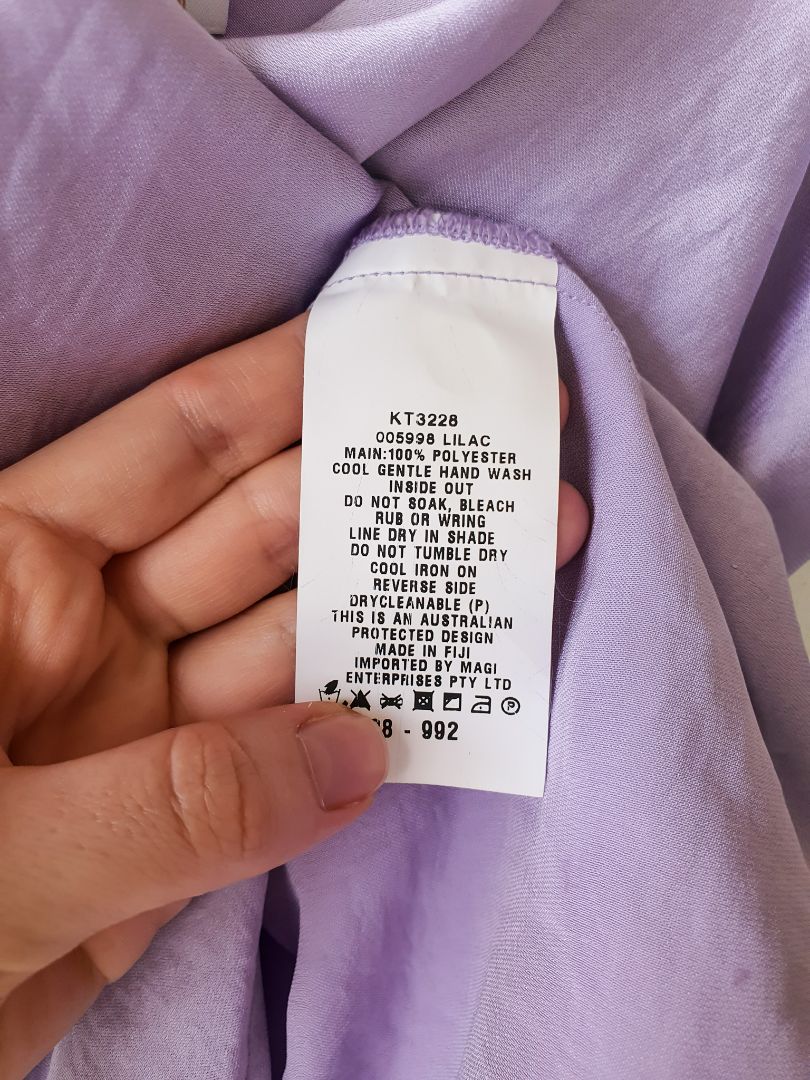 KT3228
005998 LILAC
MAIN:100% POLYESTER
COOL GENTLE HAND WASH
INSIDE OUT
DO NOT SOAK, BLEACH
RUB OR WRING
LINE DRY IN SHADE
DO NOT TUMBLE DRY
COOL IRON ON
REVERSE SIDE
DRYCLEANABLE (P)
THIS IS AN AUSTRALIAN
PROTECTED DESIGN
MADE IN FIJI
IMPORTED BY MAGI
ENTERPRISES PTY LTD
P
8 - 992